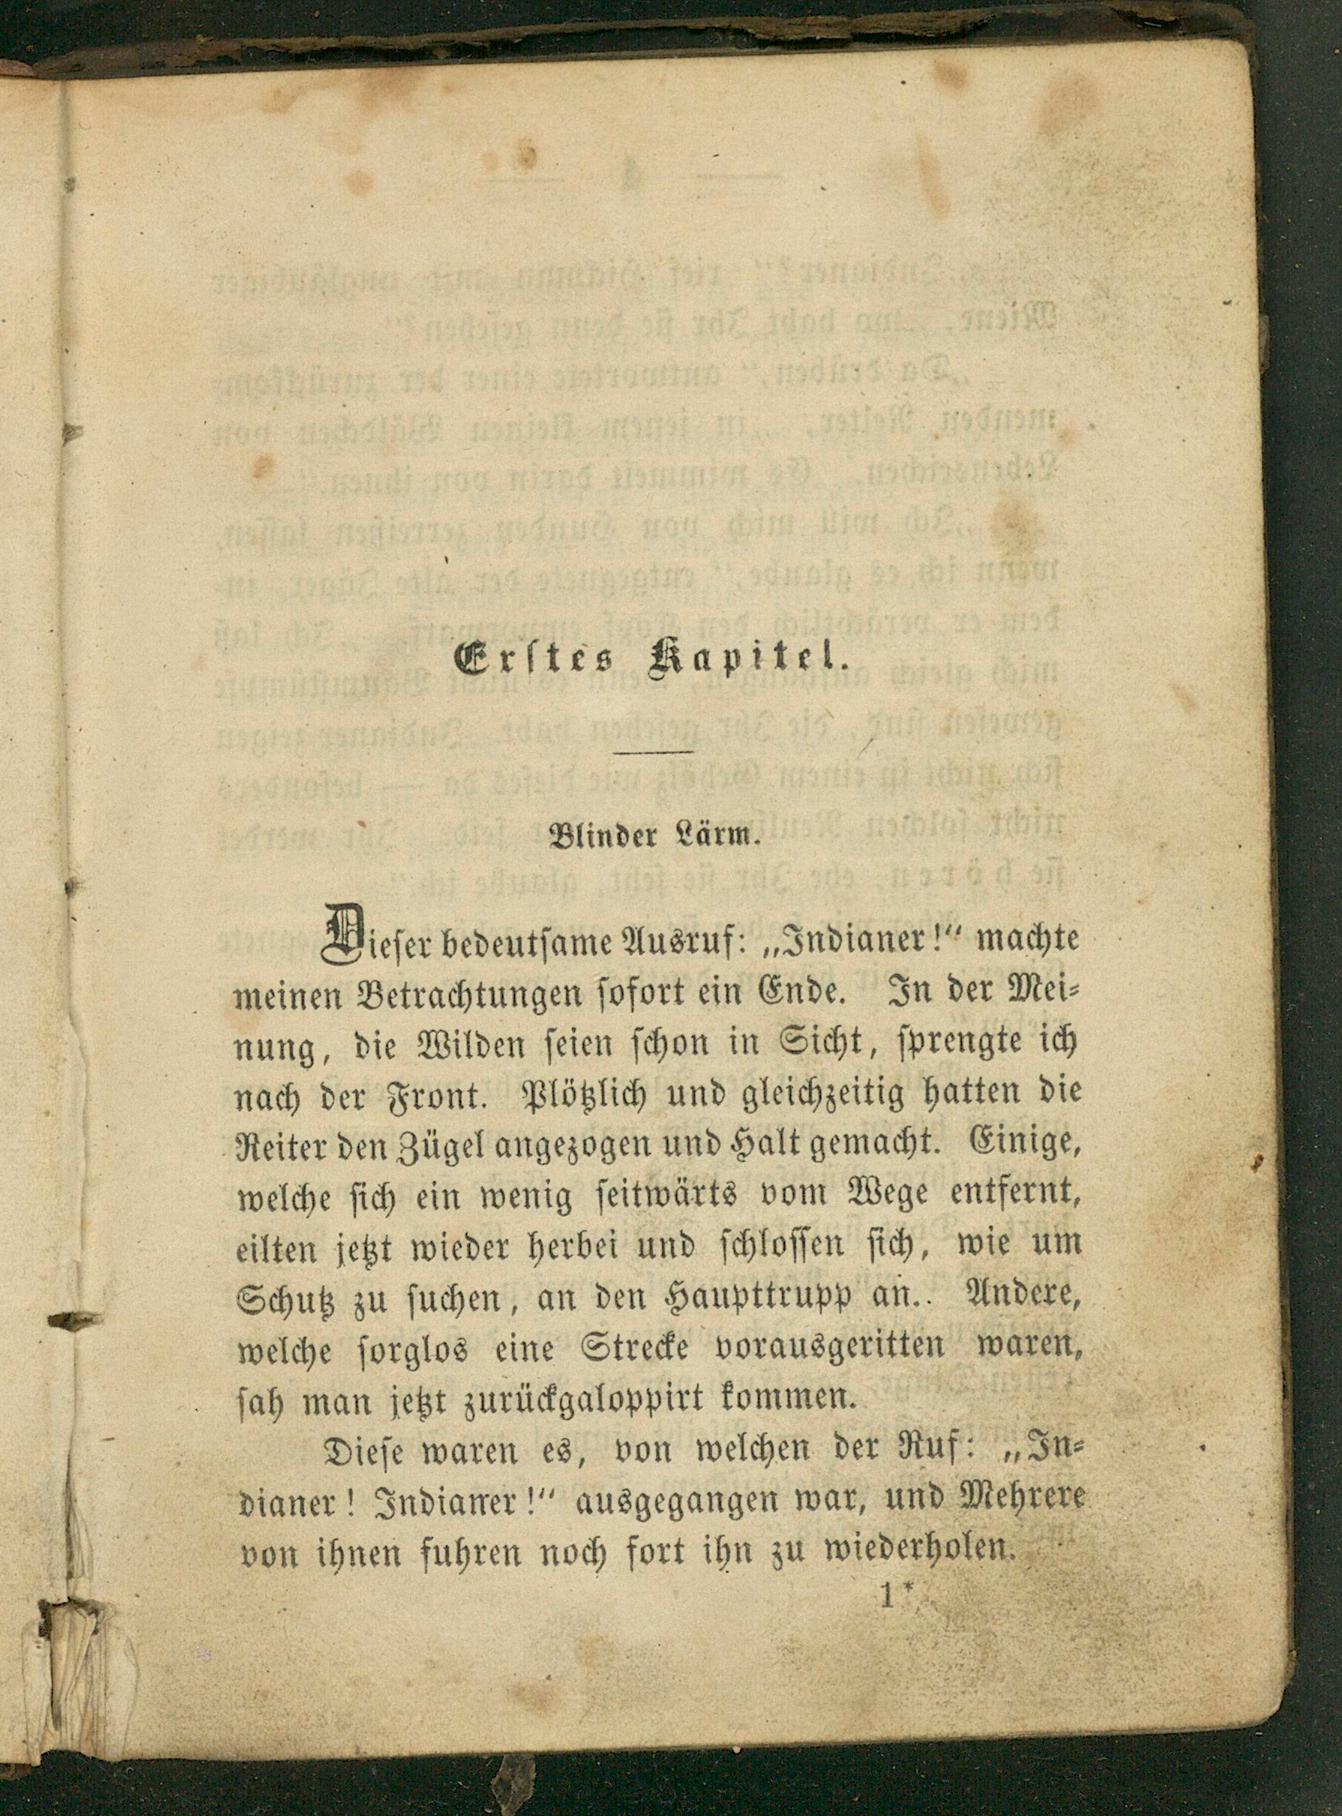 Erstes Kapitel.
Blinder Lärm.
Dieser bedeutsame Ausruf: „Indianer!“ machte
meinen Betrachtungen sofort ein Ende. In der Mei-
nung, die Wilden seien schon in Sicht, sprengte ich
nach der Front. Plötzlich und gleichzeitig hatten die
Reiter den Zügel angezogen und Halt gemacht. Einige,
welche sich ein wenig seitwärts vom Wege entfernt,
eilten jetzt wieder herbei und schlossen sich, wie um
Schutz zu suchen, an den Haupttrupp an.. Andere,
welche sorglos eine Strecke vorausgeritten waren,
sah man jetzt zurückgaloppirt kommen.
Diese waren es, von welchen der Ruf: „In-
dianer! Indianer!“ ausgegangen war, und Mehrere
von ihnen fuhren noch fort ihn zu wiederholen.
1*